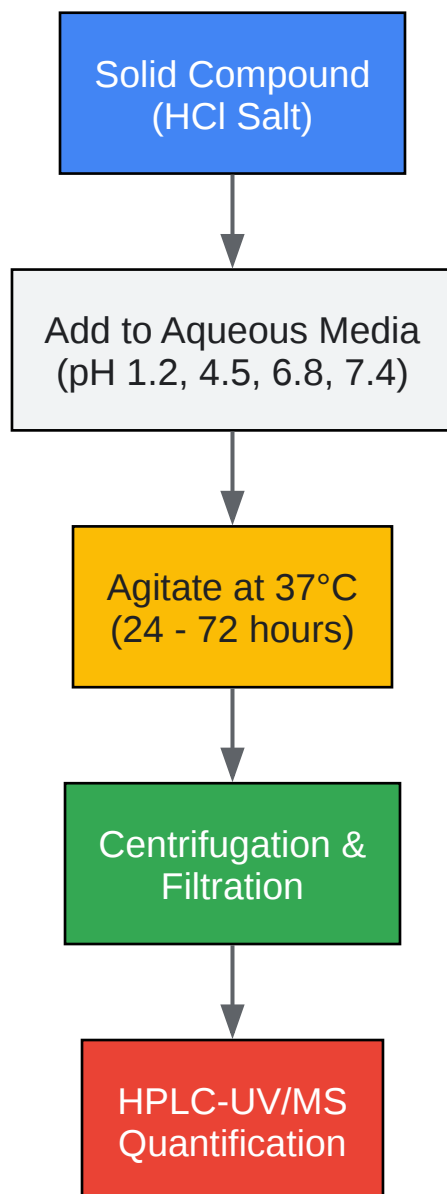 Solid Compound
(HCl Salt)
Add to Aqueous Media
(pH 1.2, 4.5, 6.8, 7.4)
Agitate at 37°C
(24 - 72 hours)
Centrifugation &
Filtration
HPLC-UV/MS
Quantification